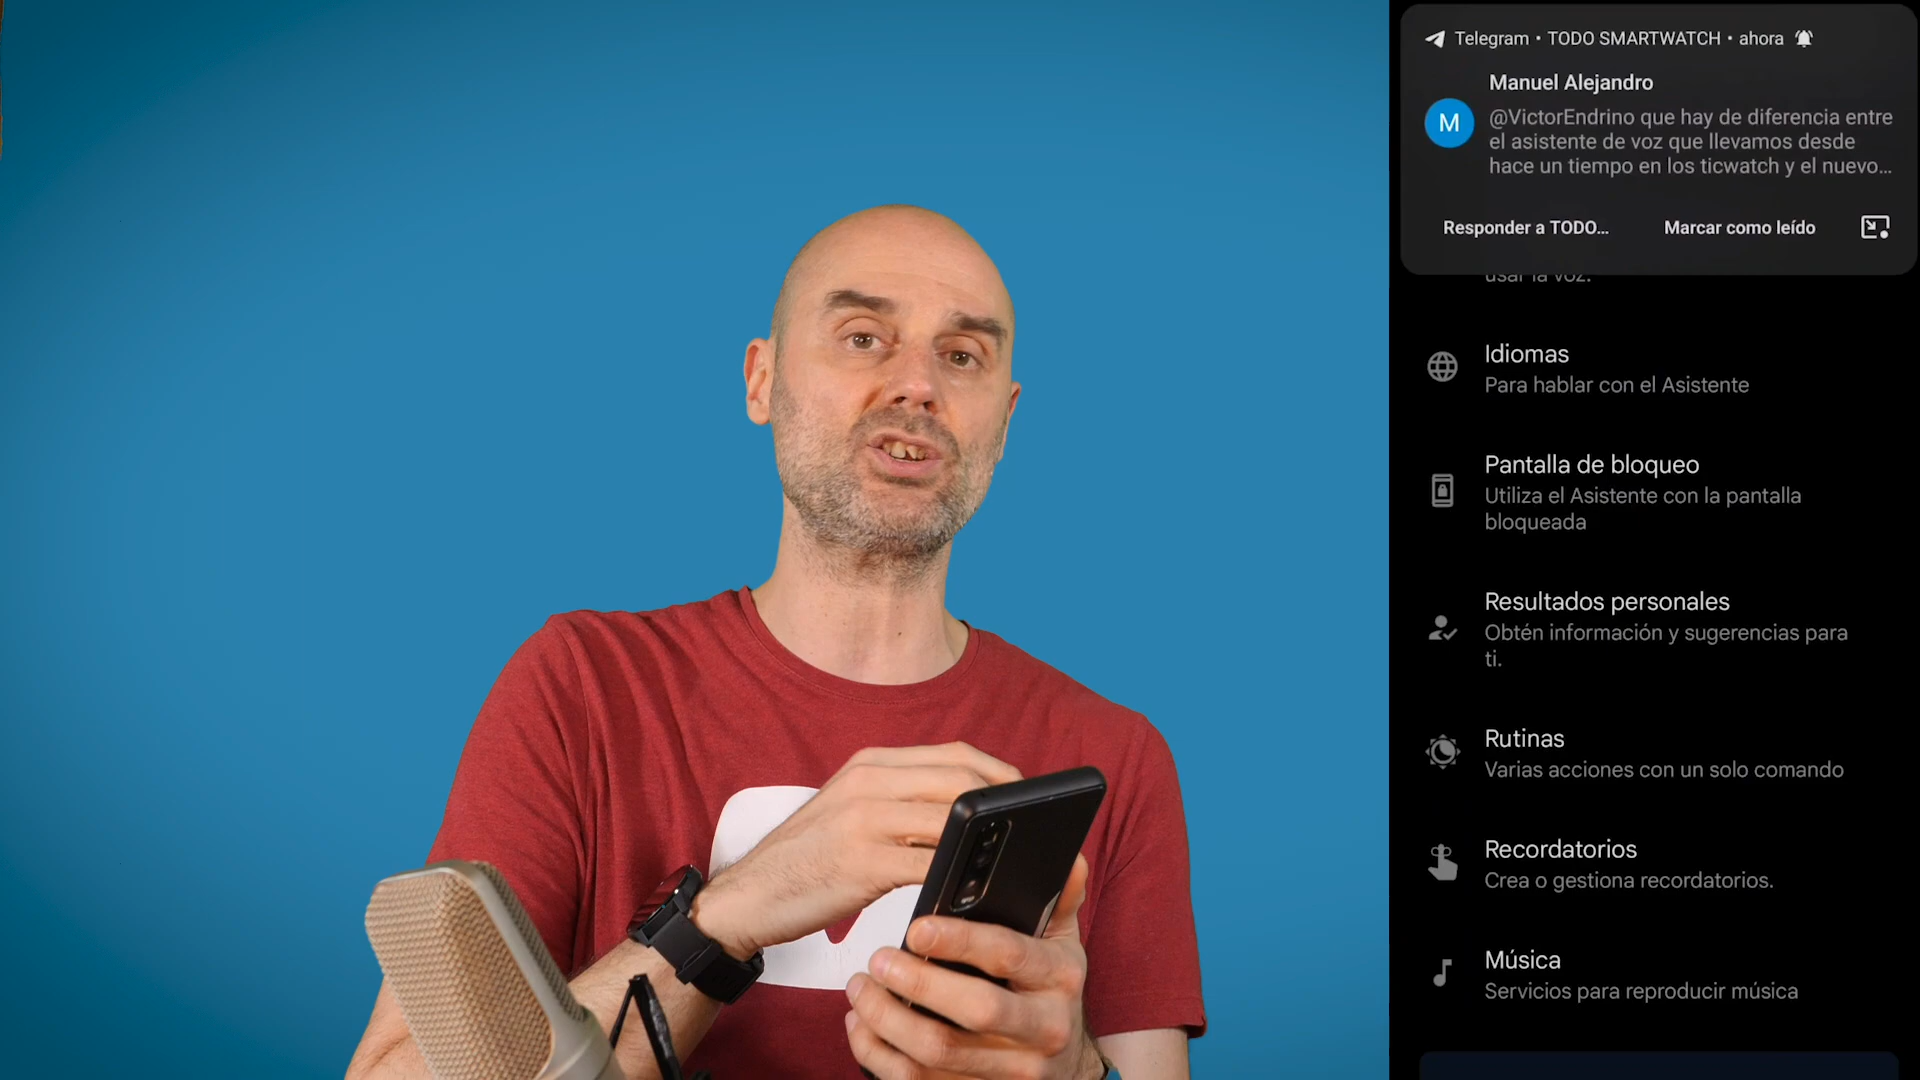 Telegram • TODO SMARTWATCH • ahora
Manuel Alejandro
M
@VictorEndrino que hay de diferencia entre
el asistente de voz que llevamos desde
hace un tiempo en los ticwatch y el nuevo...
Responder a TODO...
Marcar como leído
usar la voz.
Idiomas
Para hablar con el Asistente
Pantalla de bloqueo
Utiliza el Asistente con la pantalla
bloqueada
Resultados personales
Obtén información y sugerencias para
ti.
Rutinas
Varias acciones con un solo comando
Recordatorios
Crea o gestiona recordatorios.
Música
Servicios para reproducir música